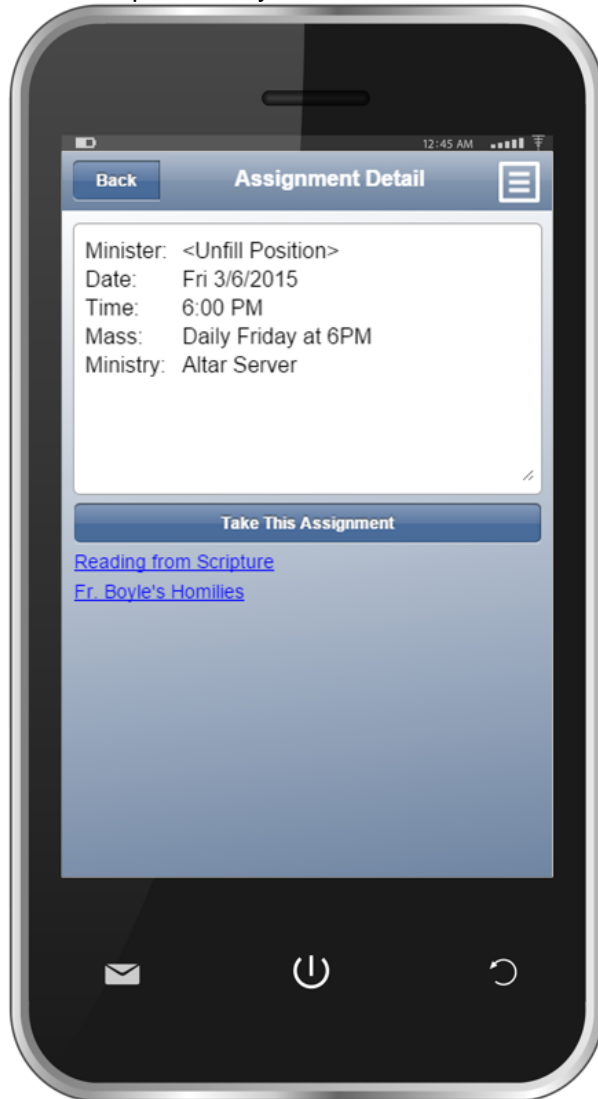 12:45 AM
Back
Assignment Detail
Minister: <Unfill Position>
Date: Fri 3/6/2015
Time: 6:00 PM
Mass: Daily Friday at 6PM
Ministry: Altar Server
Take This Assignment
Reading from Scripture
Fr. Boyle's Homilies